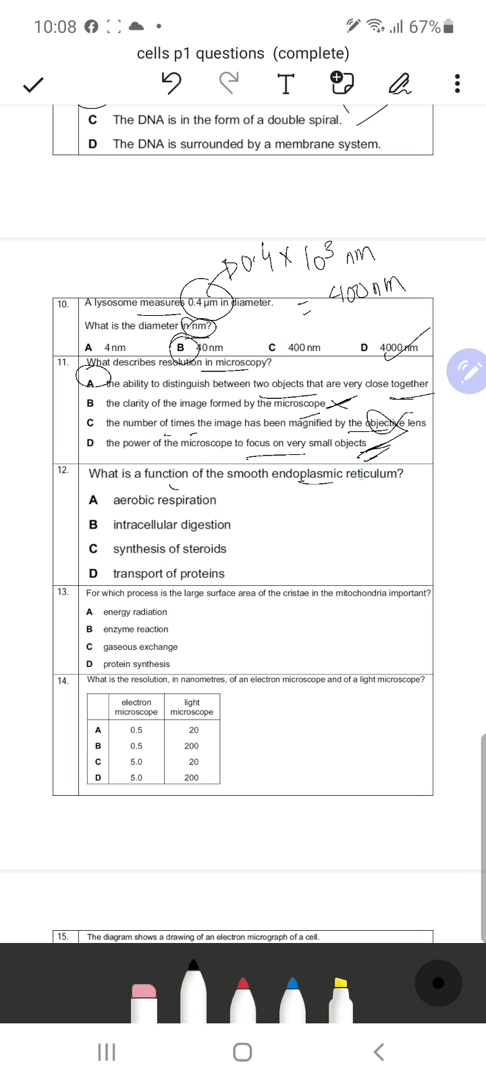 10:08
67%
cells p1 questions (complete)
T
C The DNA is in the form of a double spiral.
D The DNA is surrounded by a membrane system.
0.4 × 10³ nm
= 400nm
10. A lysosome measures 0.4 µm in diameter.
What is the diameter in nm?
A 4 nm B 40 nm C 400 nm D 4000 nm
11. What describes resolution in microscopy?
A the ability to distinguish between two objects that are very close together
B the clarity of the image formed by the microscope
C the number of times the image has been magnified by the objective lens
D the power of the microscope to focus on very small objects
12. What is a function of the smooth endoplasmic reticulum?
A aerobic respiration
B intracellular digestion
C synthesis of steroids
D transport of proteins
13. For which process is the large surface area of the cristae in the mitochondria important?
A energy radiation
B enzyme reaction
C gaseous exchange
D protein synthesis
14. What is the resolution, in nanometres, of an electron microscope and of a light microscope?
electron microscope light microscope
A 0.5 20
B 0.5 200
C 5.0 20
D 5.0 200
15. The diagram shows a drawing of an electron micrograph of a cell.